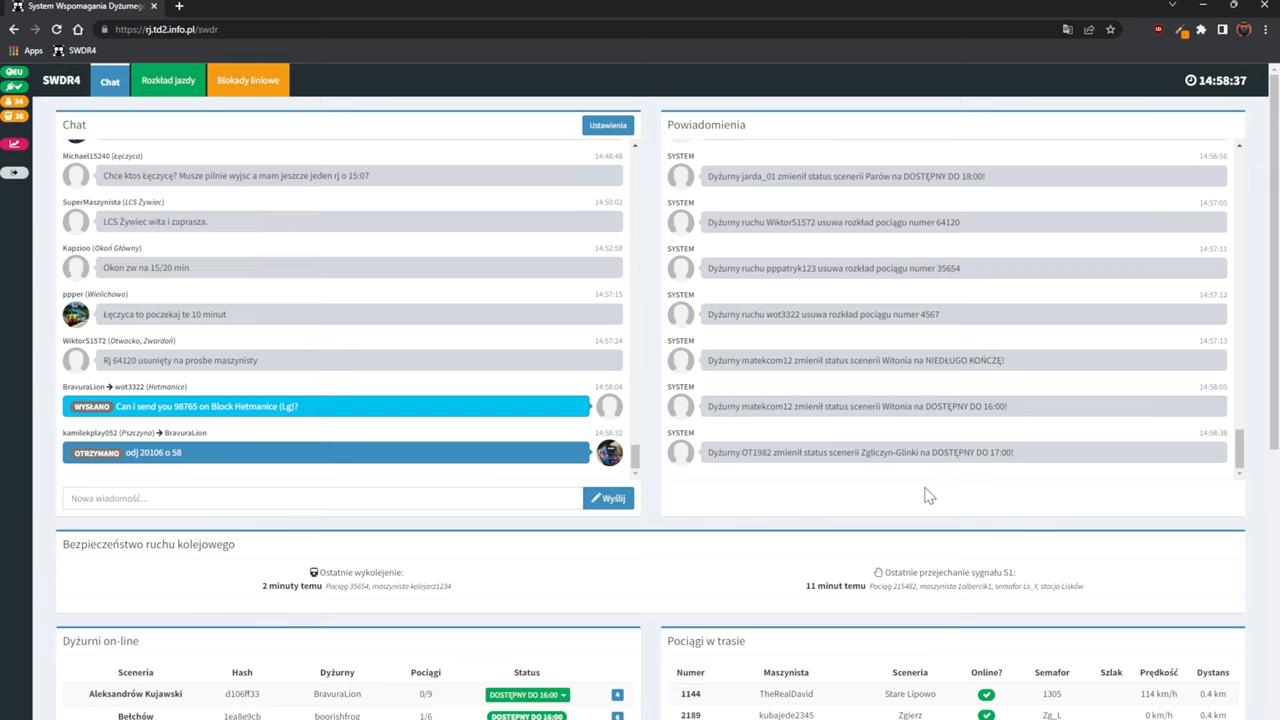 System Wspomagania Dyżurnego
https://rj.td2.info.pl/swdr
Apps
SWDR4
EU
34
26
SWDR4
Chat
Rozkład jazdy
Blokady liniowe
14:58:37
Chat
Ustawienia
Michael15240 (Łęczyca) 14:48:48
Chce ktos Łęczycę? Musze pilnie wyjsc a mam jeszcze jeden rj o 15:07
SuperMaszynista (LCS Żywiec) 14:50:02
LCS Żywiec wita i zaprasza.
Kapzioo (Okoń Główny) 14:52:58
Okon zw na 15/20 min
ppper (Wielichowo) 14:57:15
Łęczyca to poczekaj te 10 minut
WiktorS1572 (Otwocko, Zwardoń) 14:57:24
Rj 64120 usunięty na prosbe maszynisty
BravuraLion → wot3322 (Hetmanice) 14:58:04
WYSŁANO Can i send you 98765 on Block Hetmanice (Lg)?
kamilekplay052 (Pszczyna) → BravuraLion 14:58:32
OTRZYMANO odj 20106 o 58
Nowa wiadomość...
Wyślij
Powiadomienia
SYSTEM 14:56:56
Dyżurny jarda_01 zmienił status scenerii Parów na DOSTĘPNY DO 18:00!
SYSTEM 14:57:05
Dyżurny ruchu WiktorS1572 usuwa rozkład pociągu numer 64120
SYSTEM 14:57:11
Dyżurny ruchu pppatryk123 usuwa rozkład pociągu numer 35654
SYSTEM 14:57:12
Dyżurny ruchu wot3322 usuwa rozkład pociągu numer 4567
SYSTEM 14:57:13
Dyżurny matekcom12 zmienił status scenerii Witonia na NIEDŁUGO KOŃCZĘ!
SYSTEM 14:58:05
Dyżurny matekcom12 zmienił status scenerii Witonia na DOSTĘPNY DO 16:00!
SYSTEM 14:58:38
Dyżurny OT1982 zmienił status scenerii Zgliczyn-Glinki na DOSTĘPNY DO 17:00!
Bezpieczeństwo ruchu kolejowego
Ostatnie wykolejenie:
2 minuty temu Pociąg 35654, maszynista kolejarz1234
Ostatnie przejechanie sygnału S1:
11 minut temu Pociąg 215482, maszynista 1albercik1, semafor Ls_Y, stacja Lisków
Dyżurni on-line
Sceneria Hash Dyżurny Pociągi Status
Aleksandrów Kujawski d106ff33 BravuraLion 0/9 DOSTĘPNY DO 16:00 4
Bełchów 1ea8e9cb boorishfrog 1/6 DOSTĘPNY DO 16:00 6
Pociągi w trasie
Numer Maszynista Sceneria Online? Semafor Szlak Prędkość Dystans
1144 TheRealDavid Stare Lipowo 1305 114 km/h 0.4 km
2189 kubajede2345 Zgierz Zg_L 0 km/h 0.4 km